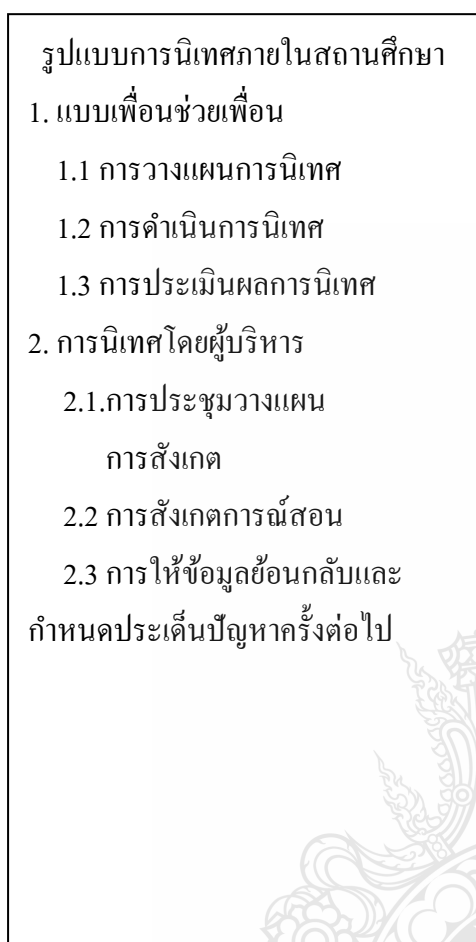 รูปแบบการนิเทศภายในสถานศึกษา
1. แบบเพื่อนช่วยเพื่อน
1.1 การวางแผนการนิเทศ
1.2 การดำเนินการนิเทศ
1.3 การประเมินผลการนิเทศ
2. การนิเทศโดยผู้บริหาร
2.1.การประชุมวางแผน
การสังเกต
2.2 การสังเกตการณ์สอน
2.3 การให้ข้อมูลย้อนกลับและ
กำหนดประเด็นปัญหาครั้งต่อไป